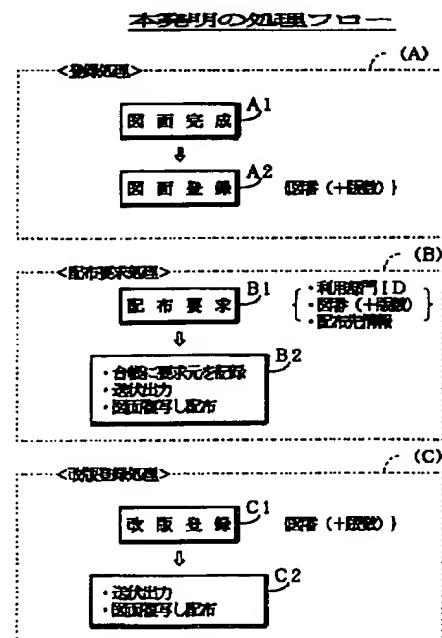 本発明の処理フロー
(A)
<登録処理>
図面完成
A1
⇩
図面登録
A2
{図番（＋版数）}
(B)
<配布要求処理>
配布要求
B1
・利用部門ID
・図番（＋版数）
・配布先情報
⇩
B2
・台帳に要求元を記録
・送状出力
・図面複写し配布
(C)
<改版登録処理>
改版登録
C1
{図番（＋版数）}
⇩
C2
・送状出力
・図面複写し配布